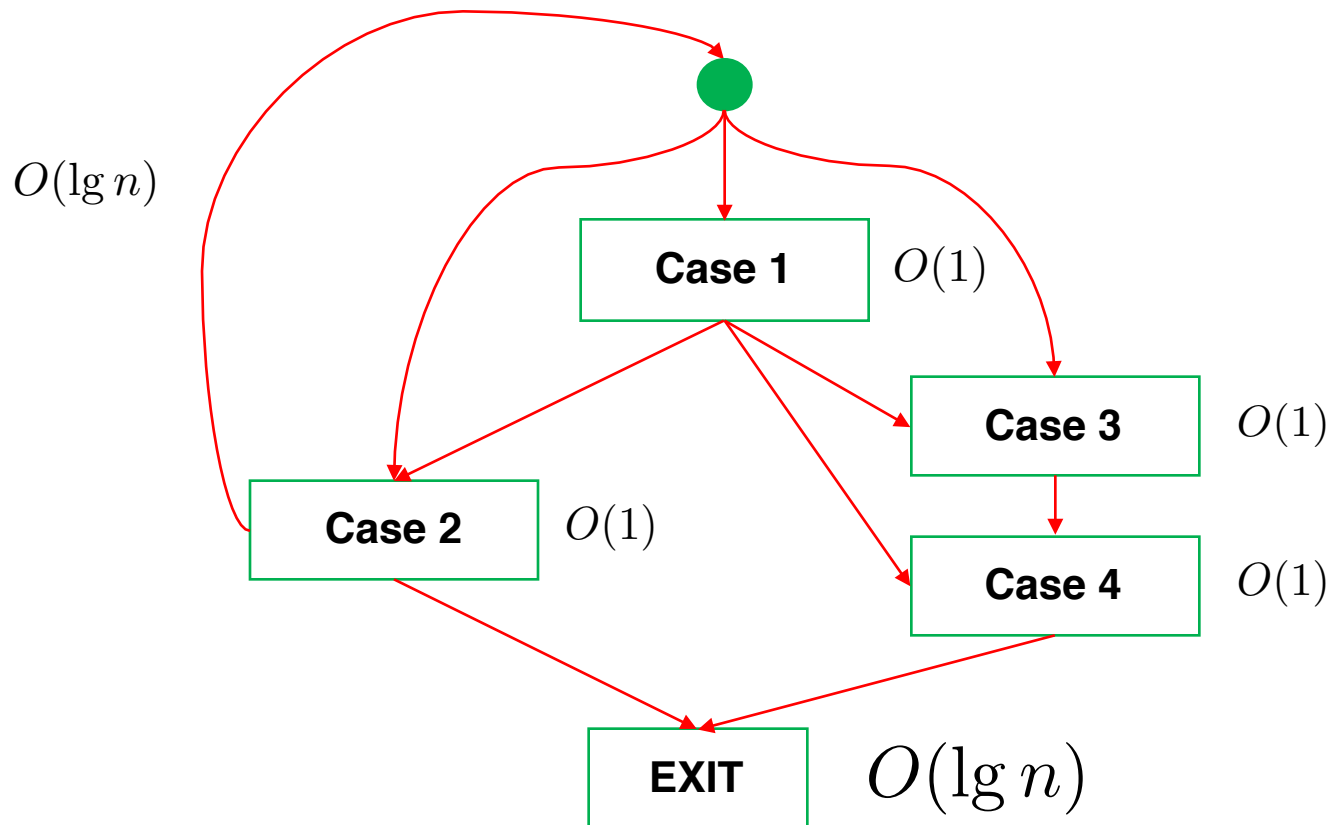 O(lg n)
Case 1
O(1)
Case 3
O(1)
Case 2
O(1)
Case 4
O(1)
EXIT
O(lg n)